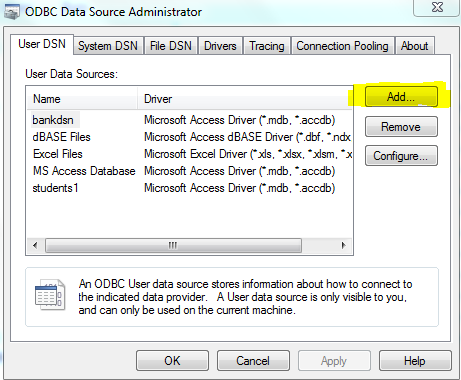 ODBC Data Source Administrator
User DSN System DSN File DSN Drivers Tracing Connection Pooling About
User Data Sources:
Name Driver Add...
bankdsn Microsoft Access Driver (*.mdb, *.accdb)
dBASE Files Microsoft Access dBASE Driver (*.dbf, *.ndx Remove
Excel Files Microsoft Excel Driver (*.xls, *.xlsx, *.xlsm, *.x Configure...
MS Access Database Microsoft Access Driver (*.mdb, *.accdb)
students1 Microsoft Access Driver (*.mdb, *.accdb)
An ODBC User data source stores information about how to connect to
the indicated data provider. A User data source is only visible to you,
and can only be used on the current machine.
OK Cancel Apply Help